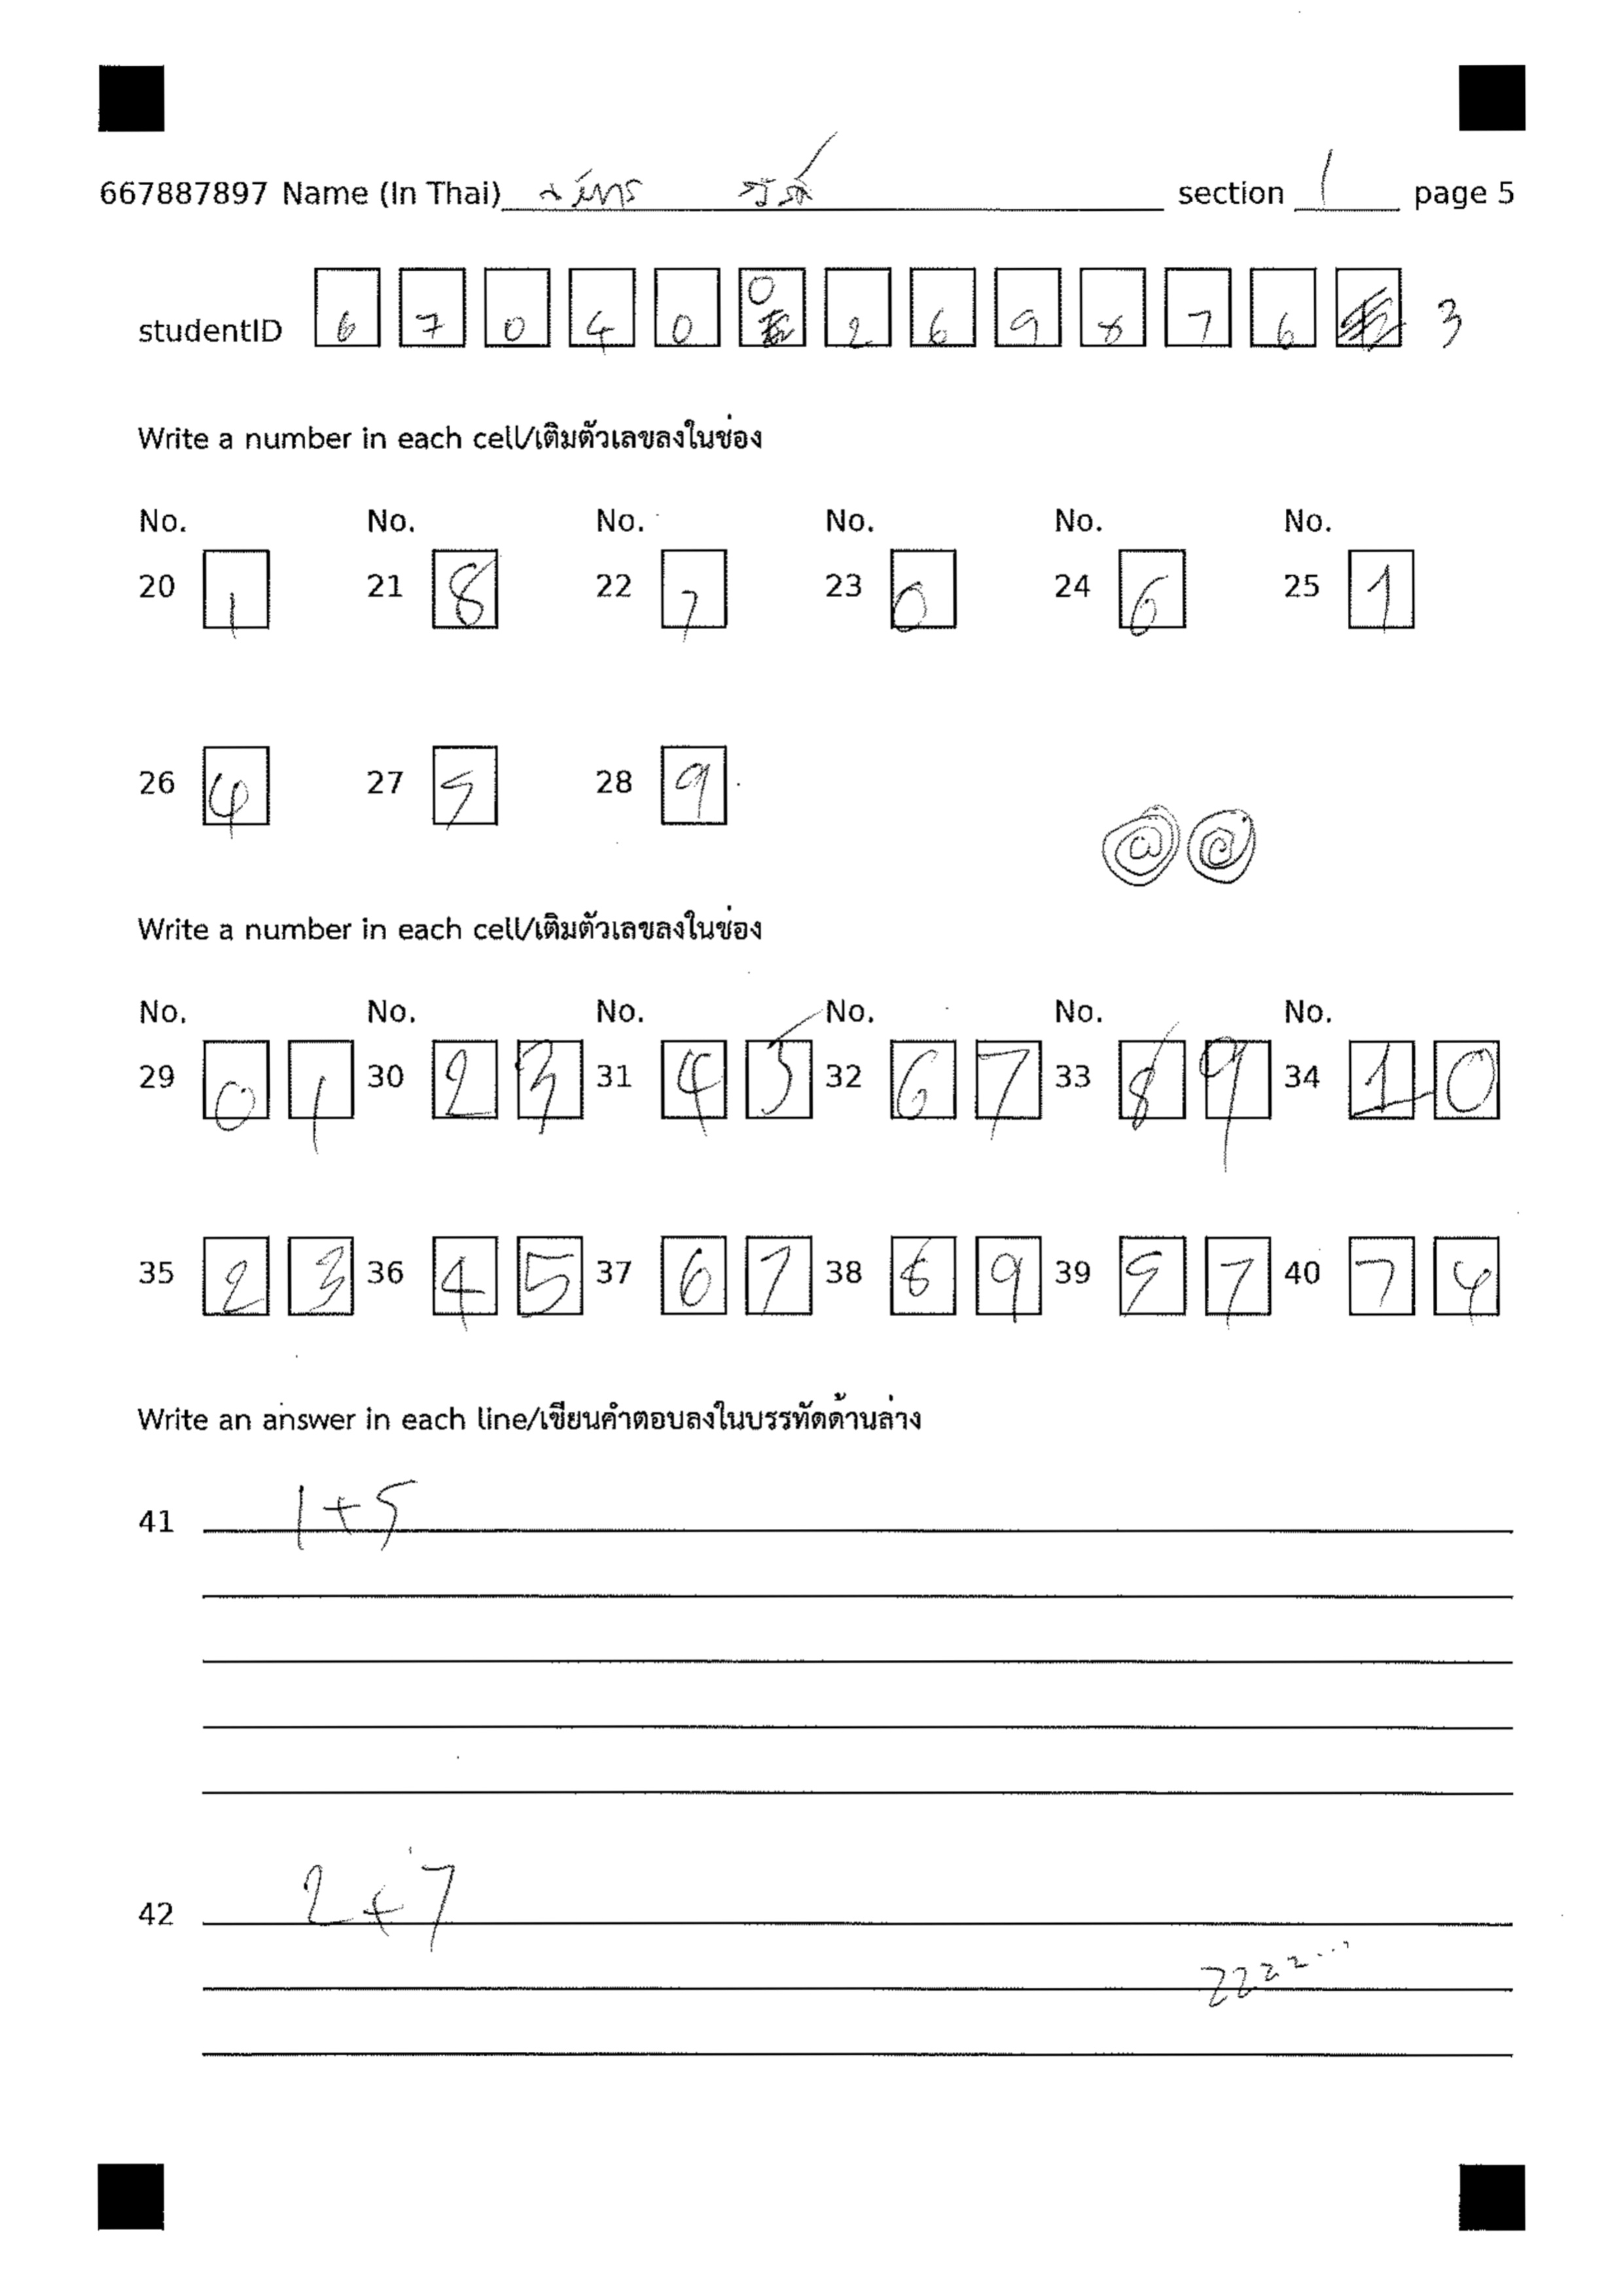 667887897 Name (In Thai) section 1 page 5
studentID 6 7 0 4 0 0 2 6 9 8 7 6 3
Write a number in each cell/เติมตัวเลขลงในช่อง
No. No. No. No. No. No.
20 1 21 8 22 7 23 0 24 6 25 1
26 4 27 5 28 9
Write a number in each cell/เติมตัวเลขลงในช่อง
No. No. No. No. No. No.
29 0 1 30 2 3 31 4 5 32 6 7 33 8 9 34 1 0
35 2 3 36 4 5 37 6 7 38 8 9 39 5 7 40 7 4
Write an answer in each line/เขียนคำตอบลงในบรรทัดด้านล่าง
41 1+5
42 2+7
zzzz...